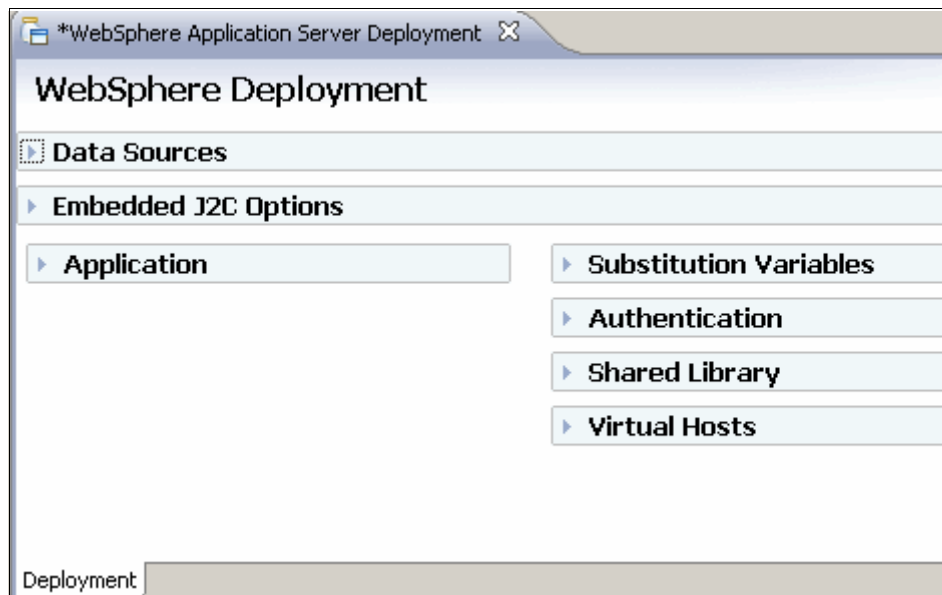 *WebSphere Application Server Deployment
WebSphere Deployment
Data Sources
Embedded J2C Options
Application
Substitution Variables
Authentication
Shared Library
Virtual Hosts
Deployment